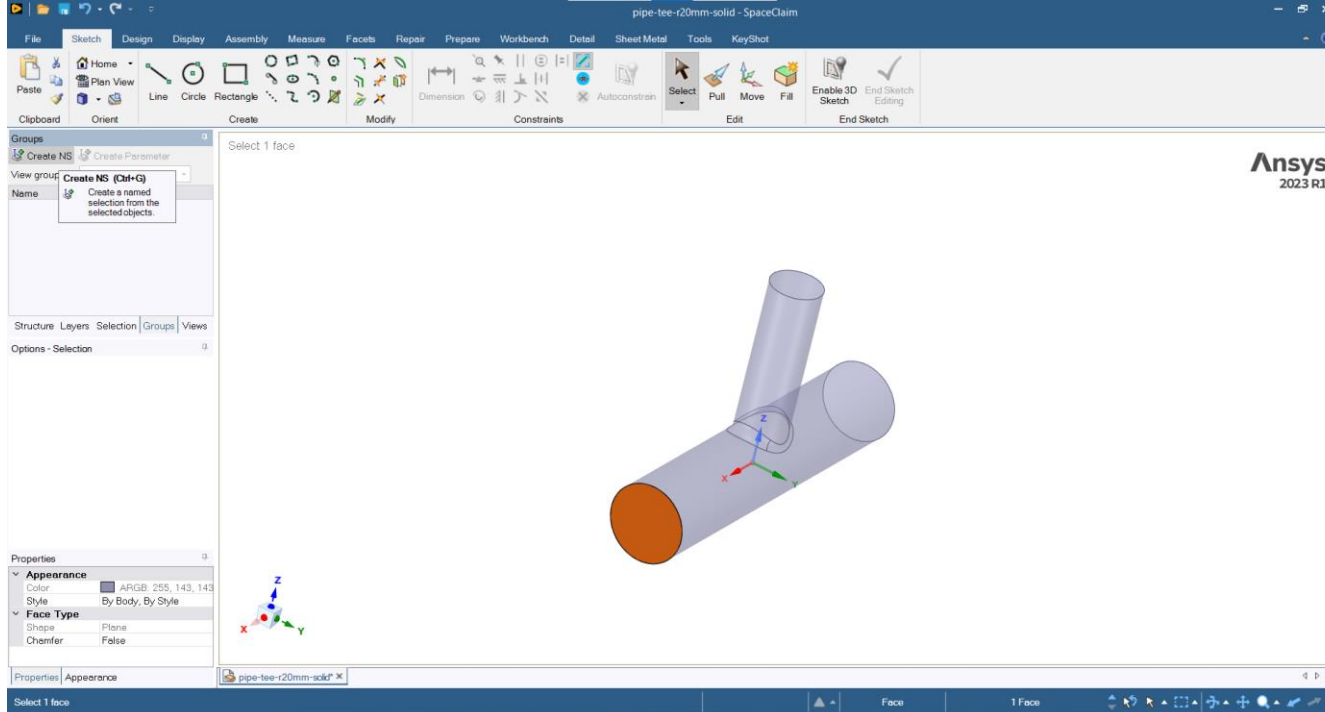 pipe-tee-r20mm-solid - SpaceClaim
File Sketch Design Display Assembly Measure Facets Repair Prepare Workbench Detail Sheet Metal Tools KeyShot
Paste
Home
Plan View
Line Circle Rectangle
Dimension
Autoconstrain
Select
Pull Move Fill
Enable 3D Sketch
End Sketch Editing
Clipboard Orient Create Modify Constraints Edit End Sketch
Groups
Create NS Create Parameter
View group
Name
Create NS (Ctrl+G)
Create a named
selection from the
selected objects.
Select 1 face
Ansys
2023 R1
Structure Layers Selection Groups Views
Options - Selection
Z
X
Y
Properties
Appearance
Color ARGB: 255, 143, 143
Style By Body, By Style
Face Type
Shape Plane
Chamfer False
Z
X
Y
Properties Appearance
pipe-tee-r20mm-solid*
Select 1 face Face 1 Face